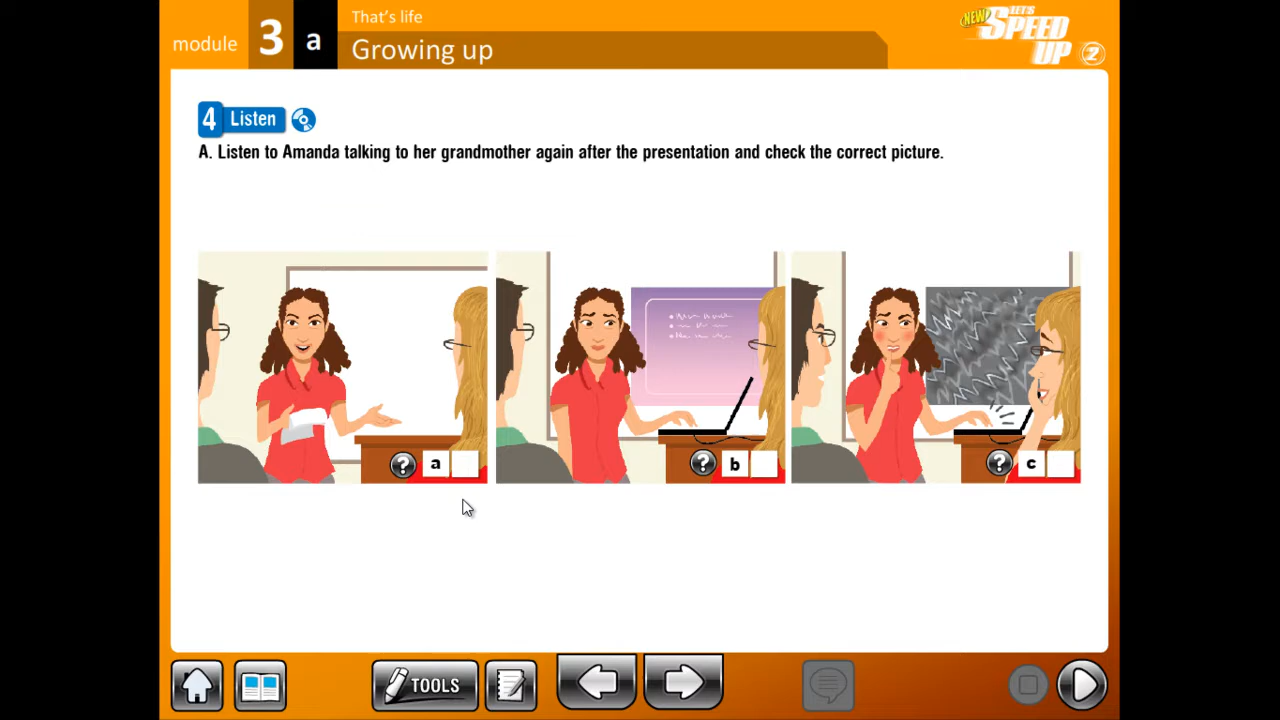 That's life
module 3 a
Growing up
NEW LET'S SPEED UP 2
4 Listen
A. Listen to Amanda talking to her grandmother again after the presentation and check the correct picture.
? a
? b
? c
TOOLS